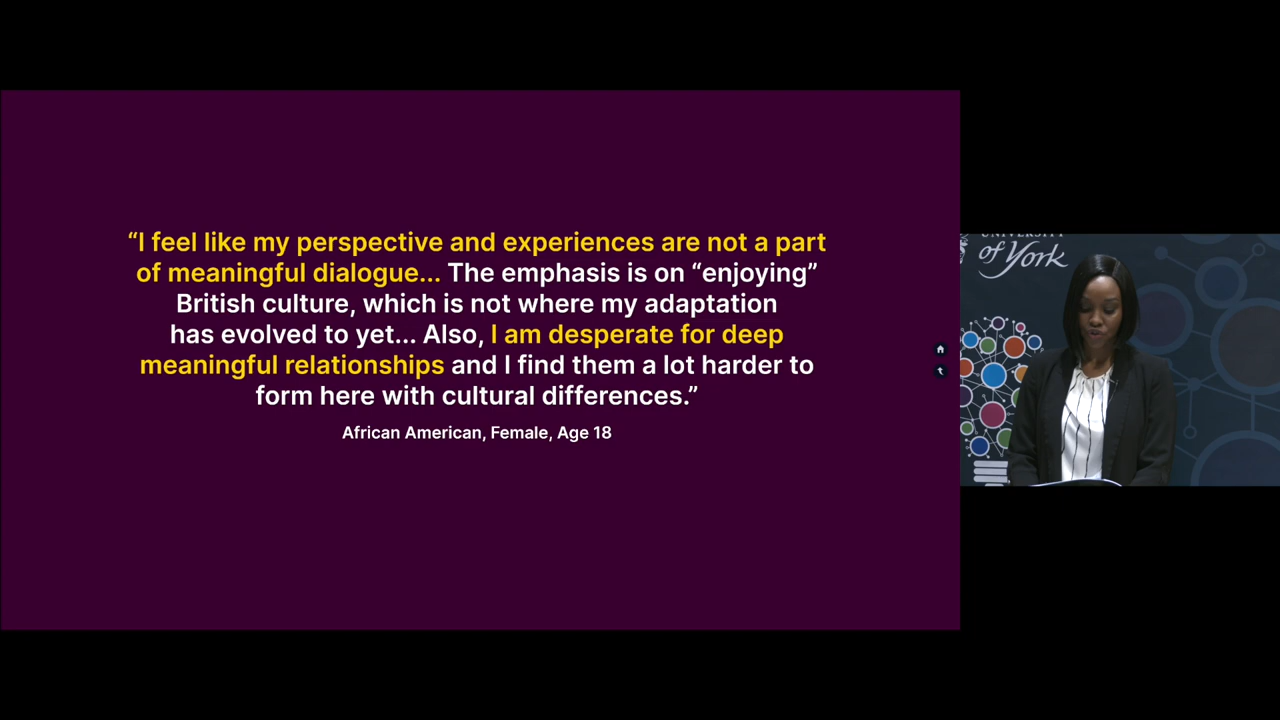 “I feel like my perspective and experiences are not a part
of meaningful dialogue... The emphasis is on “enjoying”
British culture, which is not where my adaptation
has evolved to yet... Also, I am desperate for deep
meaningful relationships and I find them a lot harder to
form here with cultural differences.”
African American, Female, Age 18
UNIVERSITY
of York